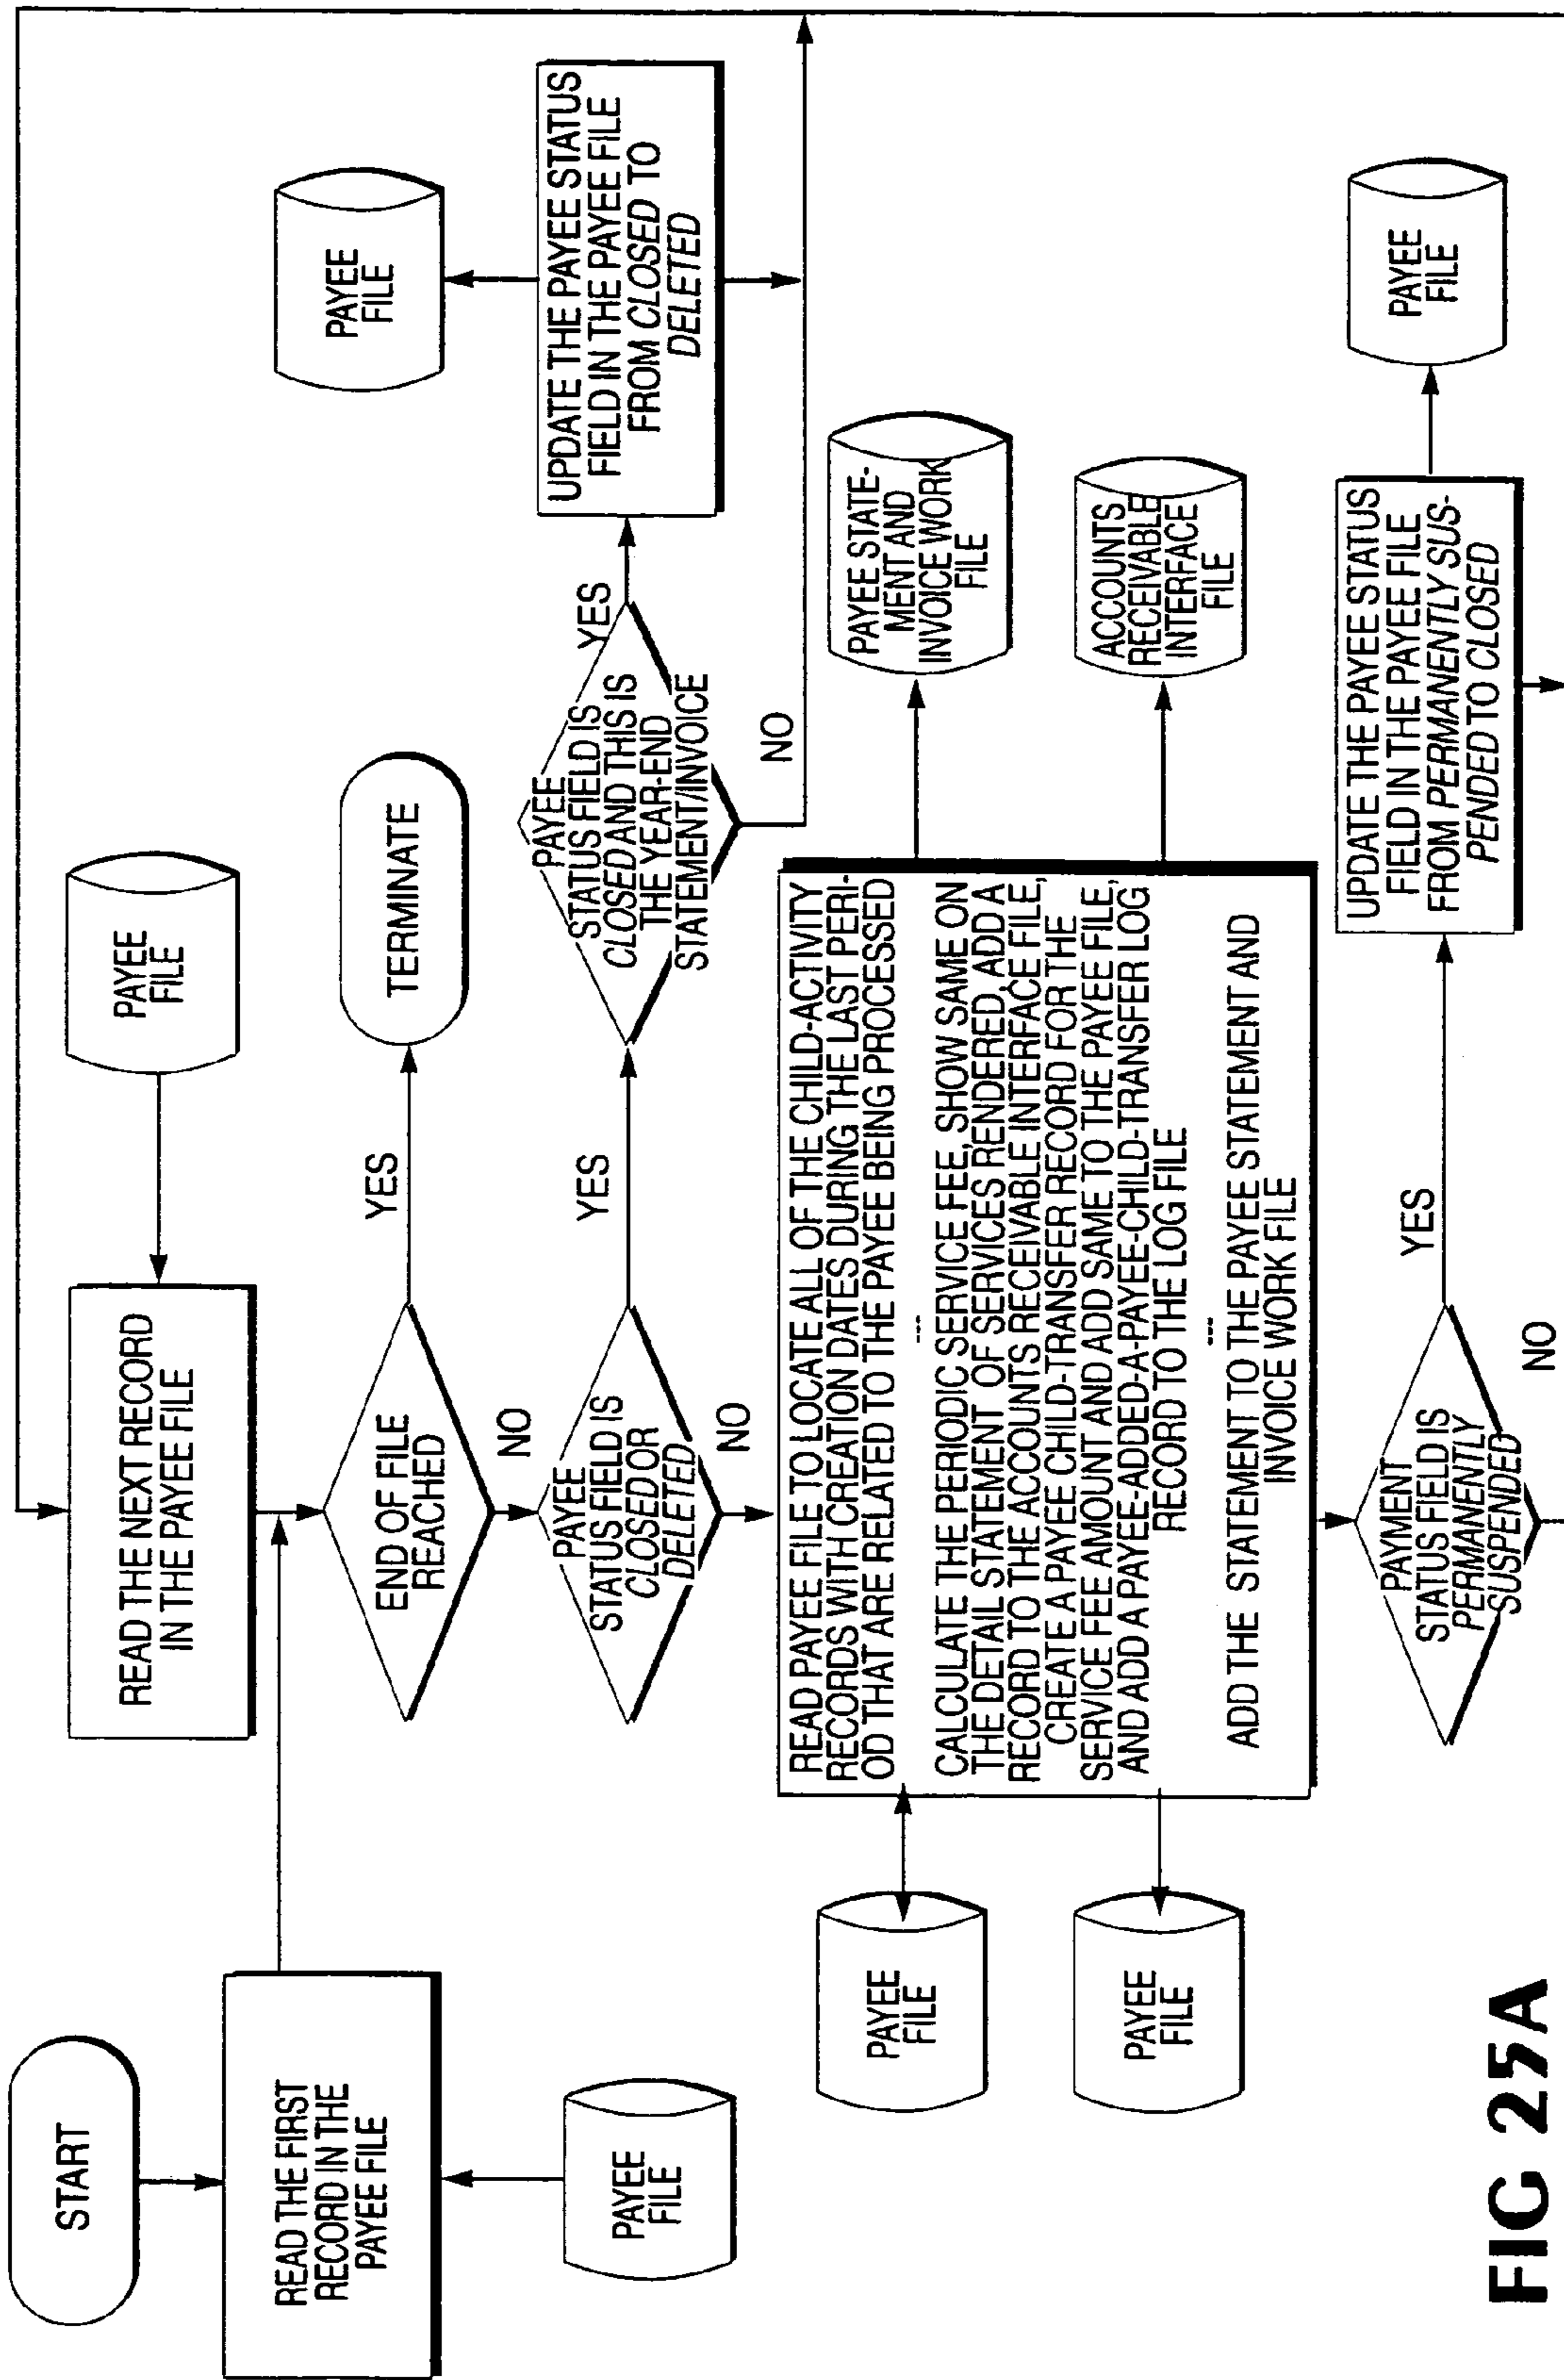 START
READ THE FIRST
RECORD IN THE
PAYEE FILE
PAYEE
FILE
READ THE NEXT RECORD
IN THE PAYEE FILE
PAYEE
FILE
END OF FILE
REACHED
YES
TERMINATE
NO
PAYEE
STATUS FIELD IS
CLOSED OR
DELETED
YES
PAYEE
STATUS FIELD IS
CLOSED AND THIS IS
THE YEAR-END
STATEMENT/INVOICE
YES
UPDATE THE PAYEE STATUS
FIELD IN THE PAYEE FILE
FROM CLOSED TO
DELETED
PAYEE
FILE
NO
NO
READ PAYEE FILE TO LOCATE ALL OF THE CHILD-ACTIVITY
RECORDS WITH CREATION DATES DURING THE LAST PERI-
OD THAT ARE RELATED TO THE PAYEE BEING PROCESSED
---
CALCULATE THE PERIODIC SERVICE FEE, SHOW SAME ON
THE DETAIL STATEMENT OF SERVICES RENDERED, ADD A
RECORD TO THE ACCOUNTS RECEIVABLE INTERFACE FILE,
CREATE A PAYEE CHILD-TRANSFER RECORD FOR THE
SERVICE FEE AMOUNT AND ADD SAME TO THE PAYEE FILE,
AND ADD A PAYEE-ADDED-A-PAYEE-CHILD-TRANSFER LOG
RECORD TO THE LOG FILE
---
ADD THE STATEMENT TO THE PAYEE STATEMENT AND
INVOICE WORK FILE
PAYEE
FILE
PAYEE
FILE
PAYEE STATE-
MENT AND
INVOICE WORK
FILE
ACCOUNTS
RECEIVABLE
INTERFACE
FILE
PAYMENT
STATUS FIELD IS
PERMANENTLY
SUSPENDED
YES
UPDATE THE PAYEE STATUS
FIELD IN THE PAYEE FILE
FROM PERMANENTLY SUS-
PENDED TO CLOSED
PAYEE
FILE
NO
FIG 25A